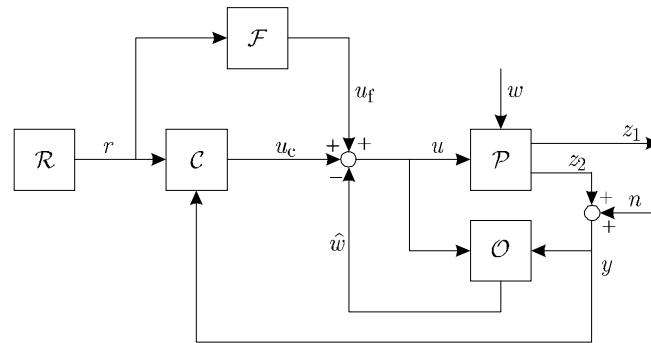 F
u_f
w
R
r
C
u_c
+ +
−
u
P
z_1
z_2
+
+
n
ŵ
O
y